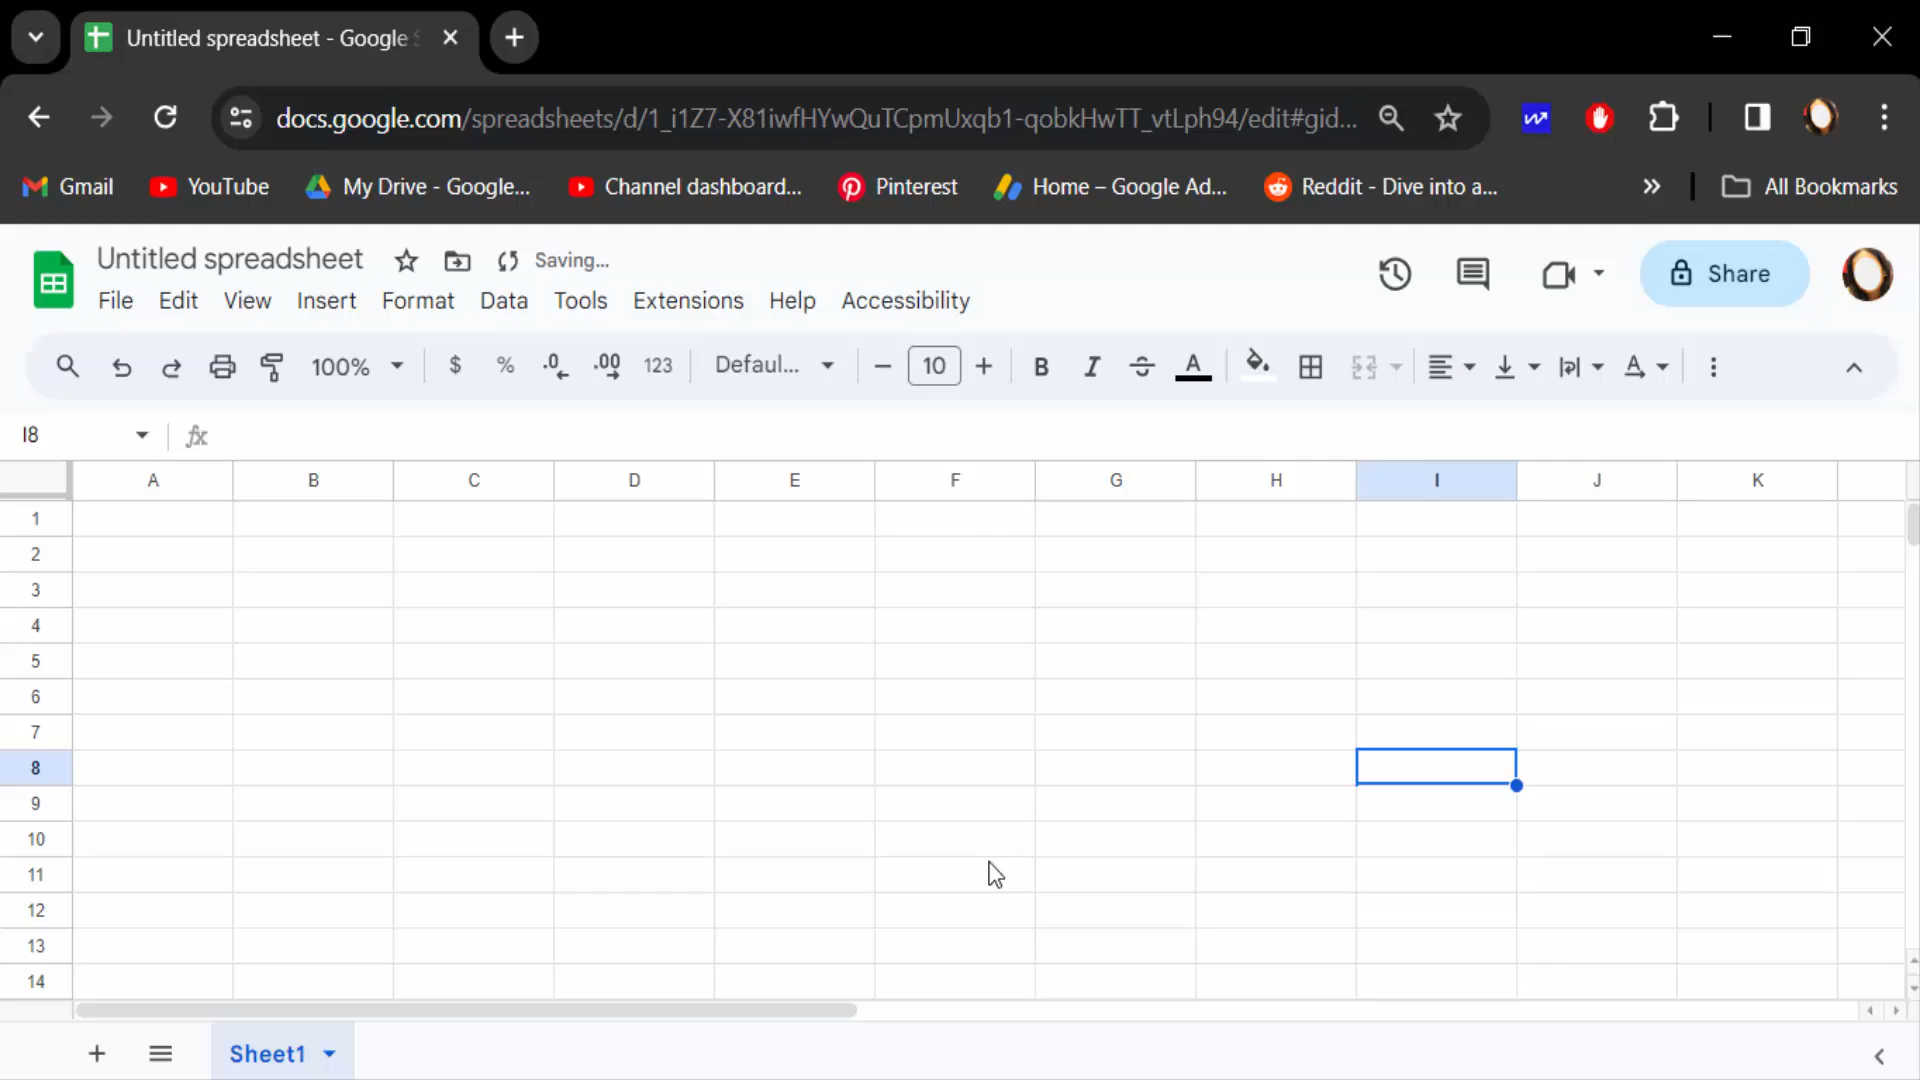 Untitled spreadsheet - Google S
docs.google.com/spreadsheets/d/1_i1Z7-X81iwfHYwQuTCpmUxqb1-qobkHwTT_vtLph94/edit#gid...
Gmail YouTube My Drive - Google... Channel dashboard... Pinterest Home – Google Ad... Reddit - Dive into a... » All Bookmarks
Untitled spreadsheet Saving...
Share
File Edit View Insert Format Data Tools Extensions Help Accessibility
100% $ % .0 .00 123 Defaul... 10 B I A A
I8 fx
A B C D E F G H I J K
1
2
3
4
5
6
7
8
9
10
11
12
13
14
Sheet1